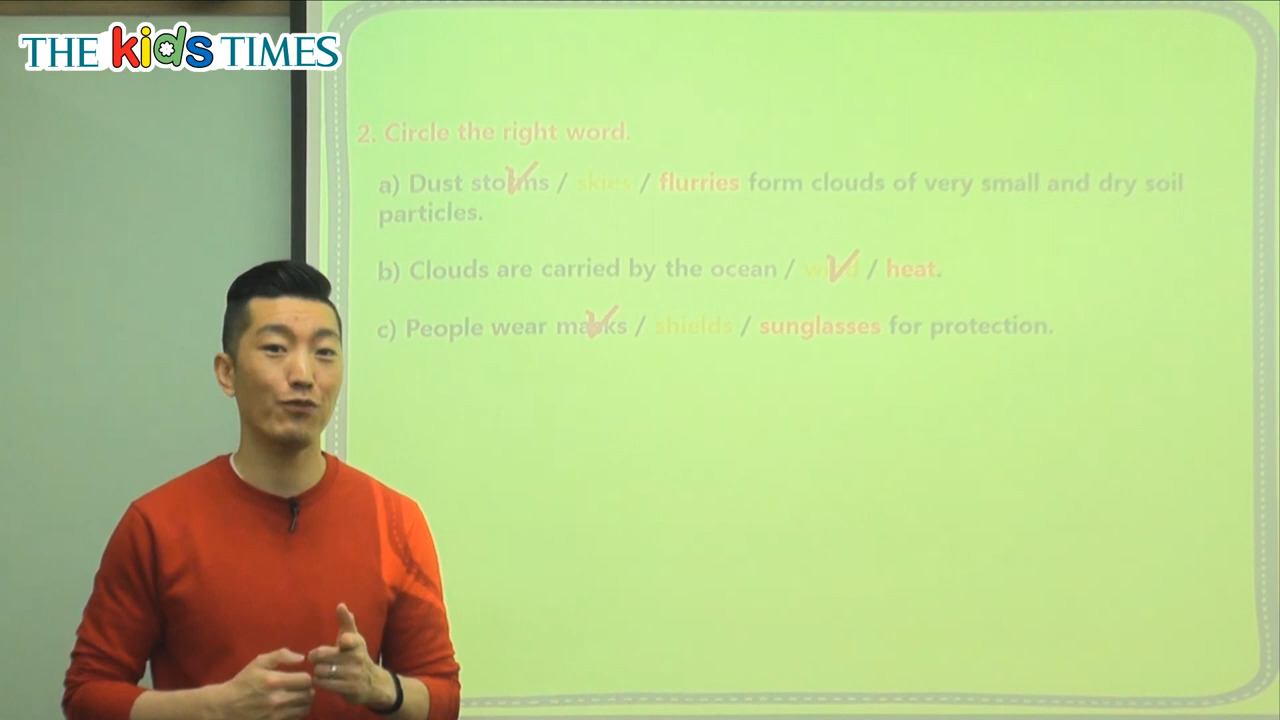 THE kids TIMES
2. Circle the right word.
a) Dust storms / skies / flurries form clouds of very small and dry soil
particles.
b) Clouds are carried by the ocean / wind / heat.
c) People wear masks / shields / sunglasses for protection.